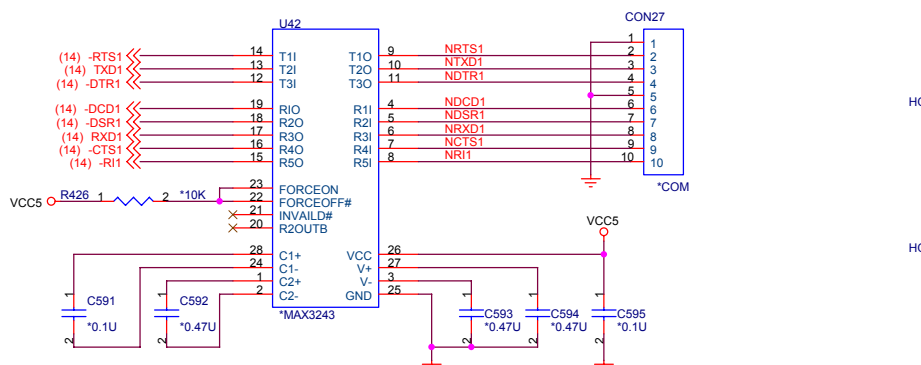 U42
CON27
(14) -RTS1 14 T1I T1O 9 NRTS1 1 1
(14) TXD1 13 T2I T2O 10 NTXD1 2 2
(14) -DTR1 12 T3I T3O 11 NDTR1 3 3
4 4
5 5
(14) -DCD1 19 RIO R1I 4 NDCD1 6 6
(14) -DSR1 18 R2O R2I 5 NDSR1 7 7
(14) RXD1 17 R3O R3I 6 NRXD1 8 8
(14) -CTS1 16 R4O R4I 7 NCTS1 9 9
(14) -RI1 15 R5O R5I 8 NRI1 10 10
*COM
23 FORCEON
VCC5 R426 1 2 *10K 22 FORCEOFF#
21 INVAILD#
20 R2OUTB
VCC5
28 C1+ VCC 26
24 C1- V+ 27
1 C2+ V- 3
2 C2- GND 25
*MAX3243
1 C591 *0.1U 2
1 C592 *0.47U 2
1 C593 *0.47U 2
1 C594 *0.47U 2
1 C595 *0.1U 2